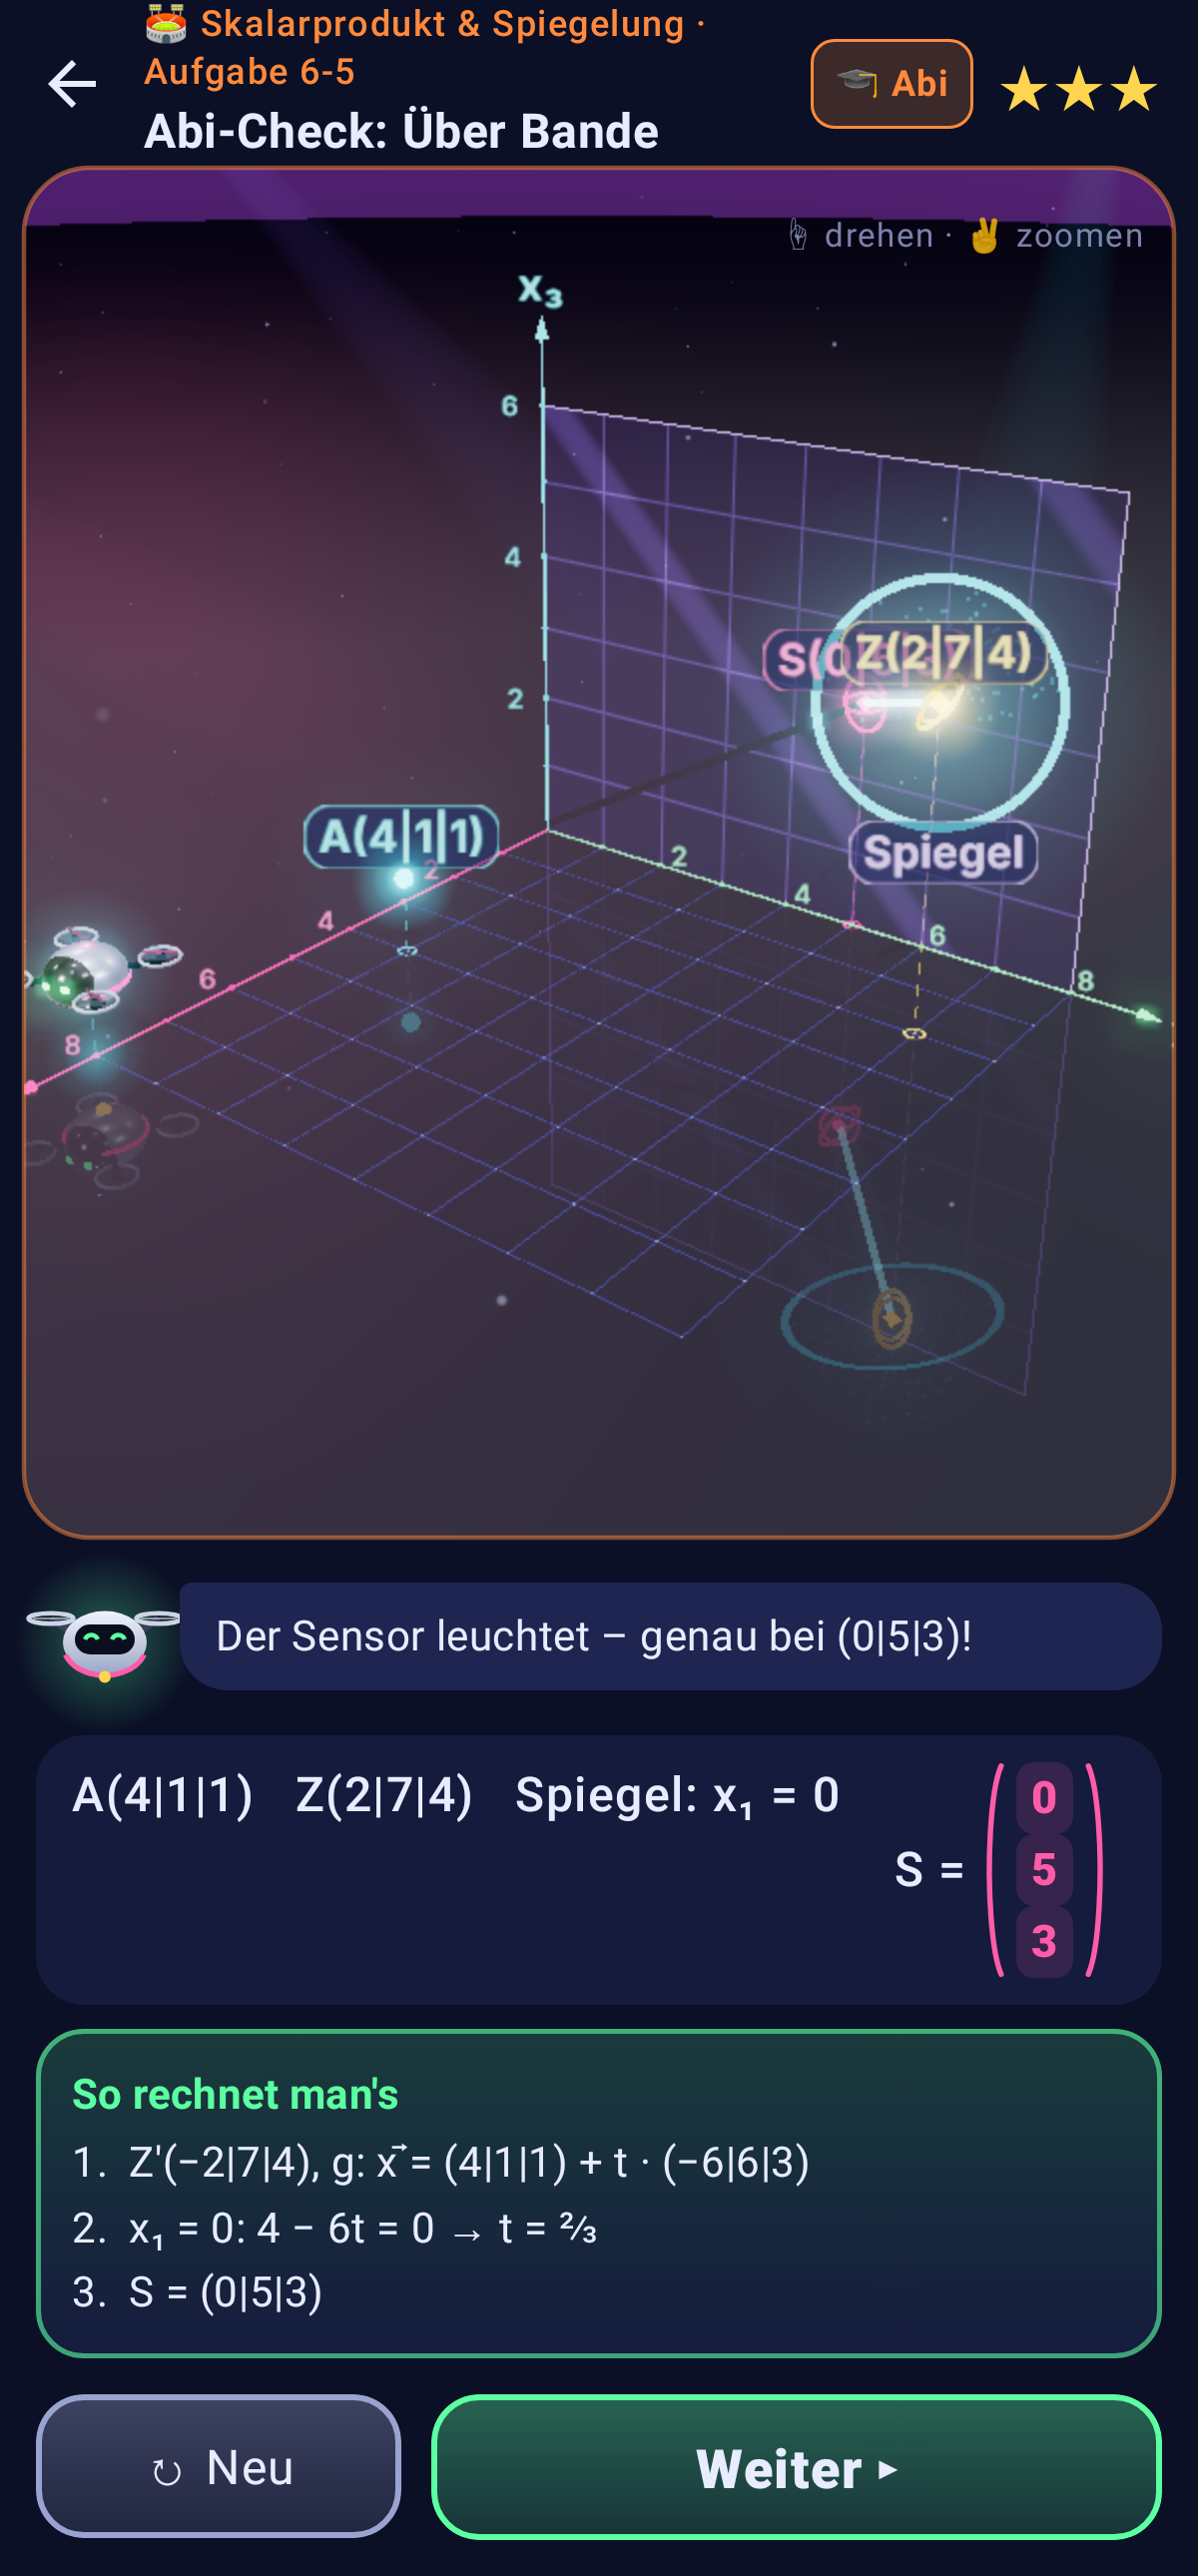 🏟️ Skalarprodukt & Spiegelung ·
Aufgabe 6-5
Abi-Check: Über Bande
🎓 Abi
★★★
☝ drehen · ✌ zoomen
x₃
6
4
2
S(0
Z(2|7|4)
A(4|1|1)
Spiegel
2
4
6
8
2
4
6
8
Der Sensor leuchtet – genau bei (0|5|3)!
A(4|1|1) Z(2|7|4) Spiegel: x₁ = 0
S = (0 5 3)
So rechnet man's
1. Z'(−2|7|4), g: x⃗ = (4|1|1) + t · (−6|6|3)
2. x₁ = 0: 4 − 6t = 0 → t = ⅔
3. S = (0|5|3)
↻ Neu
Weiter ▸